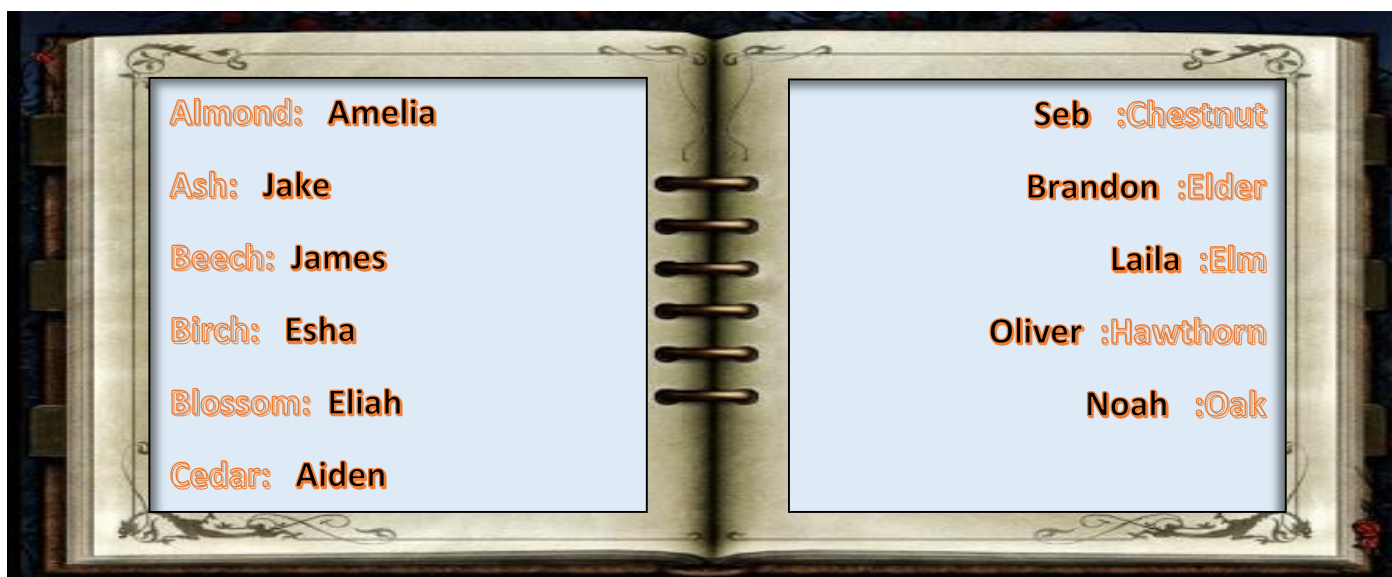 Almond: Amelia
Ash: Jake
Beech: James
Birch: Esha
Blossom: Eliah
Cedar: Aiden
Seb :Chestnut
Brandon :Elder
Laila :Elm
Oliver :Hawthorn
Noah :Oak